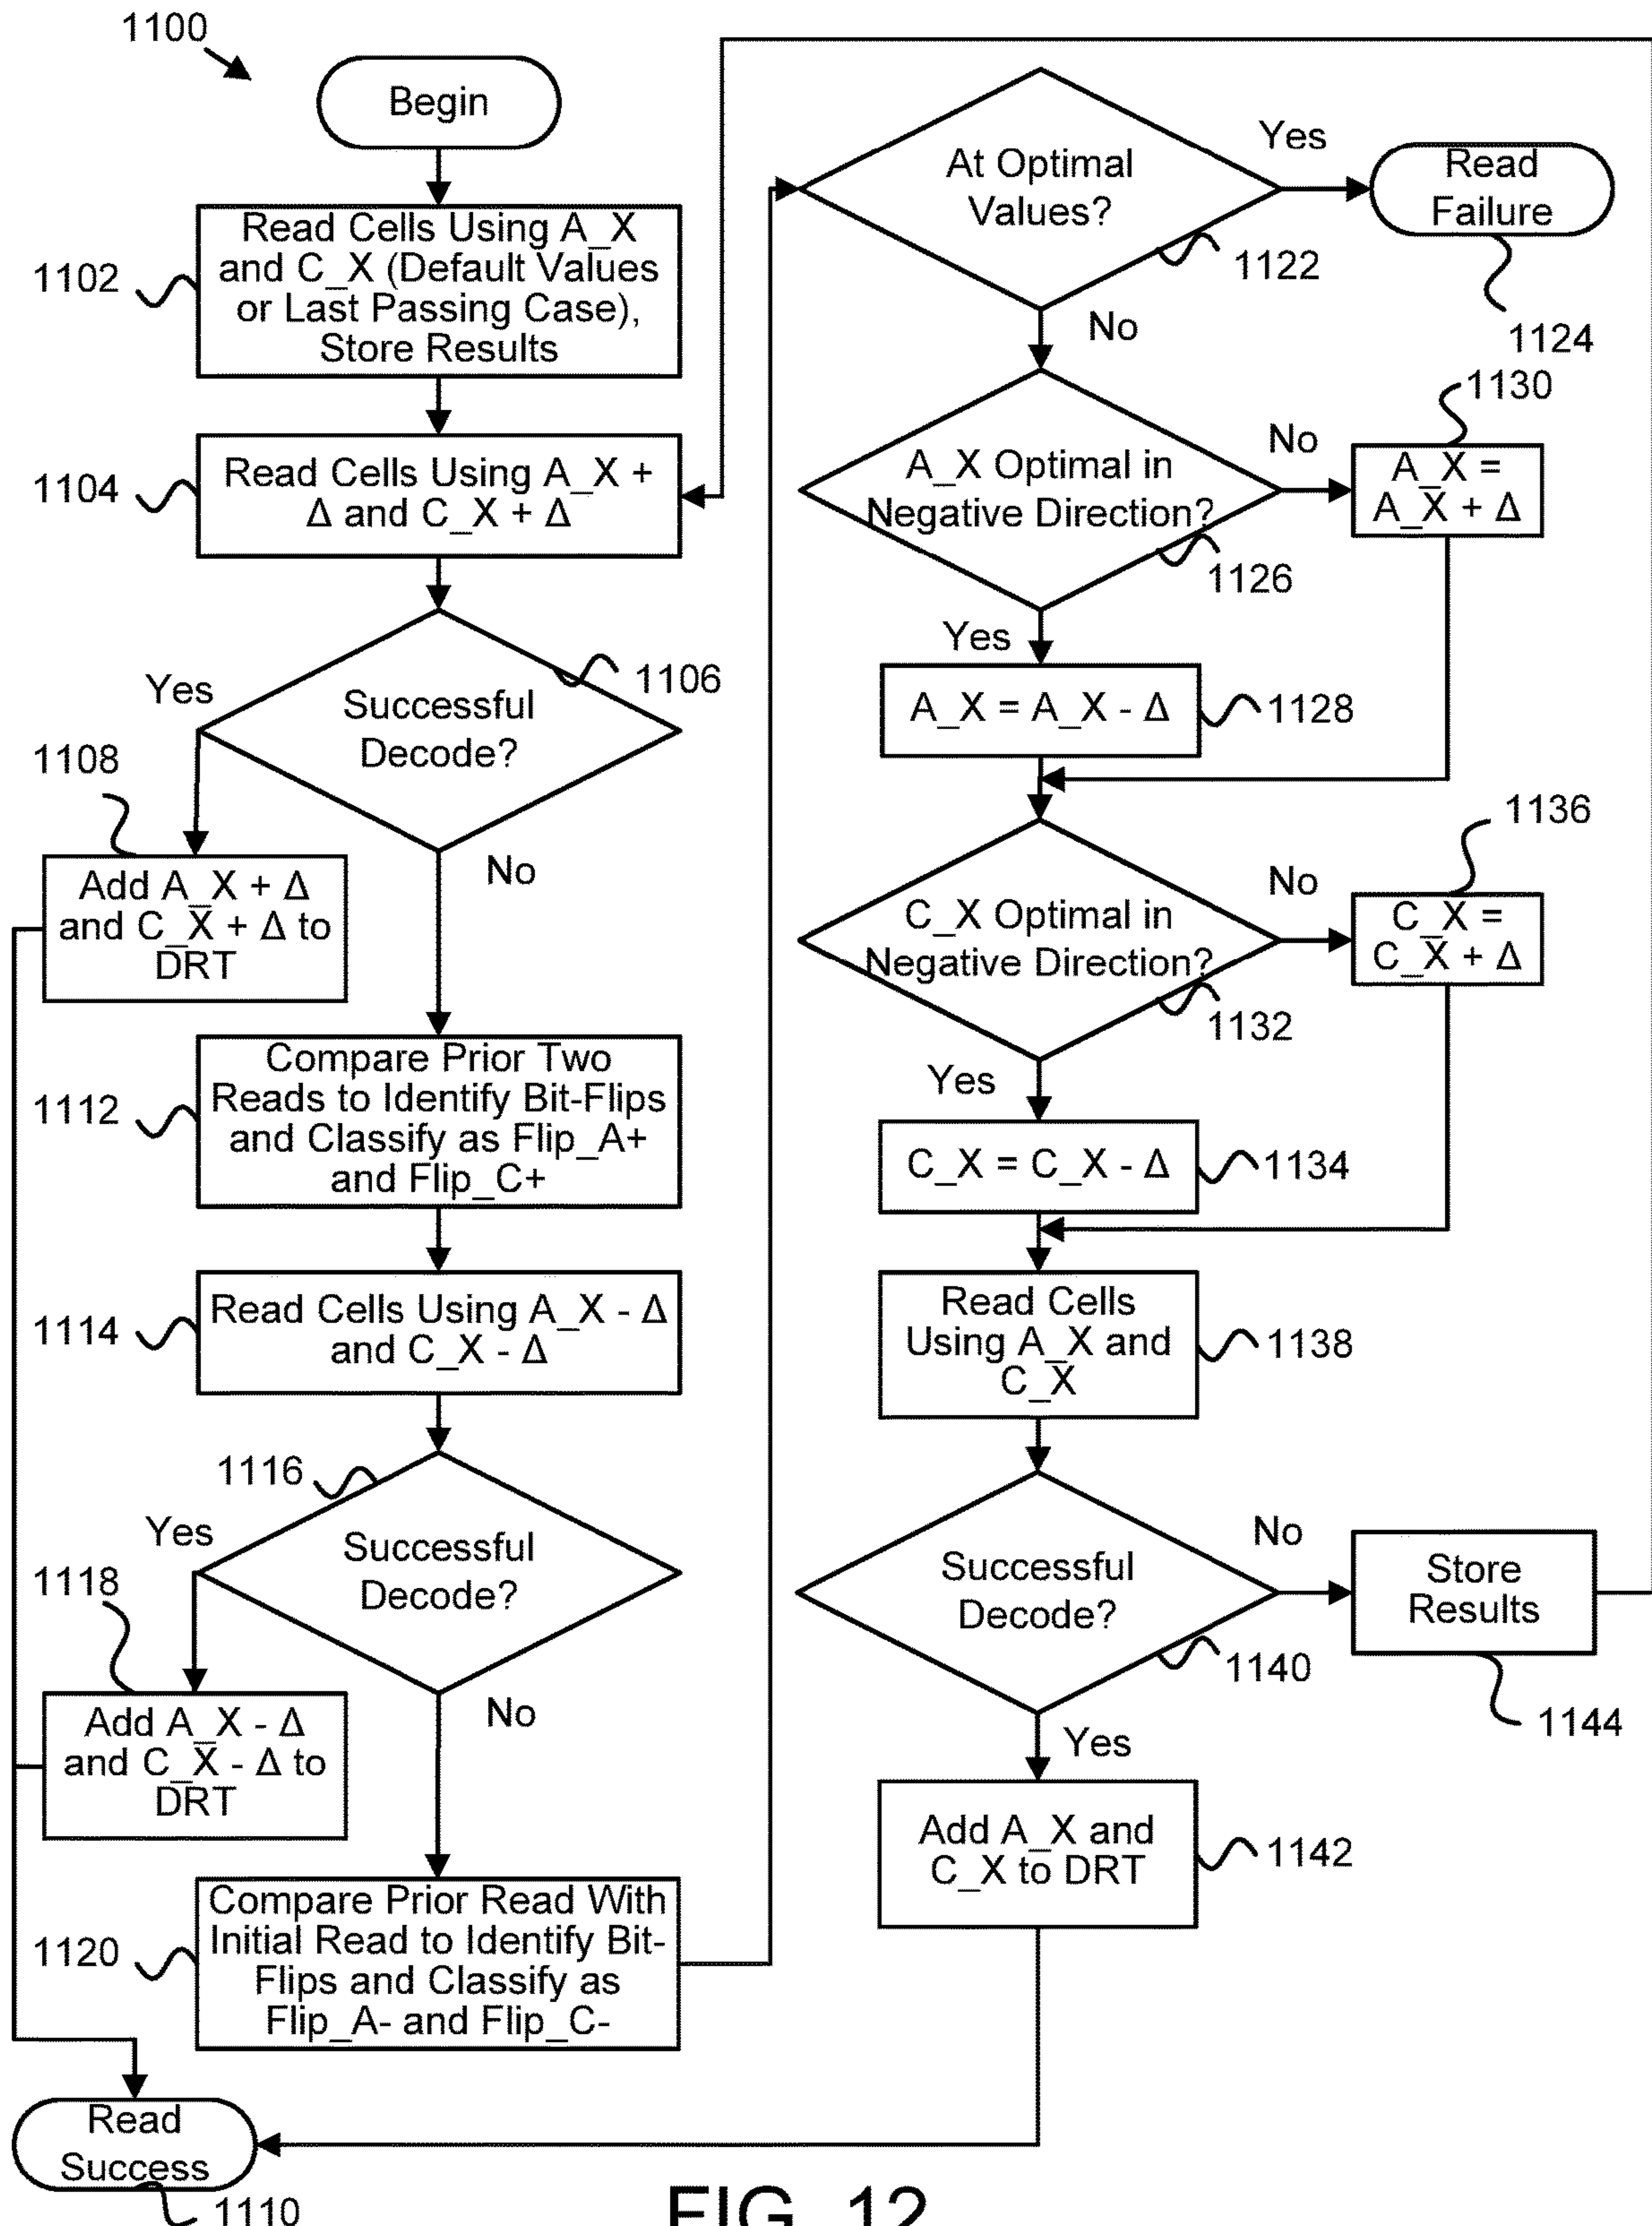 1100
Begin
1102
Read Cells Using A_X
and C_X (Default Values
or Last Passing Case),
Store Results
1104
Read Cells Using A_X +
Δ and C_X + Δ
Successful
Decode?
1106
Yes
No
1108
Add A_X + Δ
and C_X + Δ to
DRT
1112
Compare Prior Two
Reads to Identify Bit-Flips
and Classify as Flip_A+
and Flip_C+
1114
Read Cells Using A_X - Δ
and C_X - Δ
1116
Successful
Decode?
Yes
No
1118
Add A_X - Δ
and C_X - Δ to
DRT
1120
Compare Prior Read With
Initial Read to Identify Bit-
Flips and Classify as
Flip_A- and Flip_C-
Read
Success
1110
At Optimal
Values?
1122
Yes
Read
Failure
1124
No
A_X Optimal in
Negative Direction?
1126
No
1130
A_X =
A_X + Δ
Yes
A_X = A_X - Δ
1128
C_X Optimal in
Negative Direction?
1132
No
1136
C_X =
C_X + Δ
Yes
C_X = C_X - Δ
1134
Read Cells
Using A_X and
C_X
1138
Successful
Decode?
1140
No
Store
Results
1144
Yes
Add A_X and
C_X to DRT
1142
FIG. 12